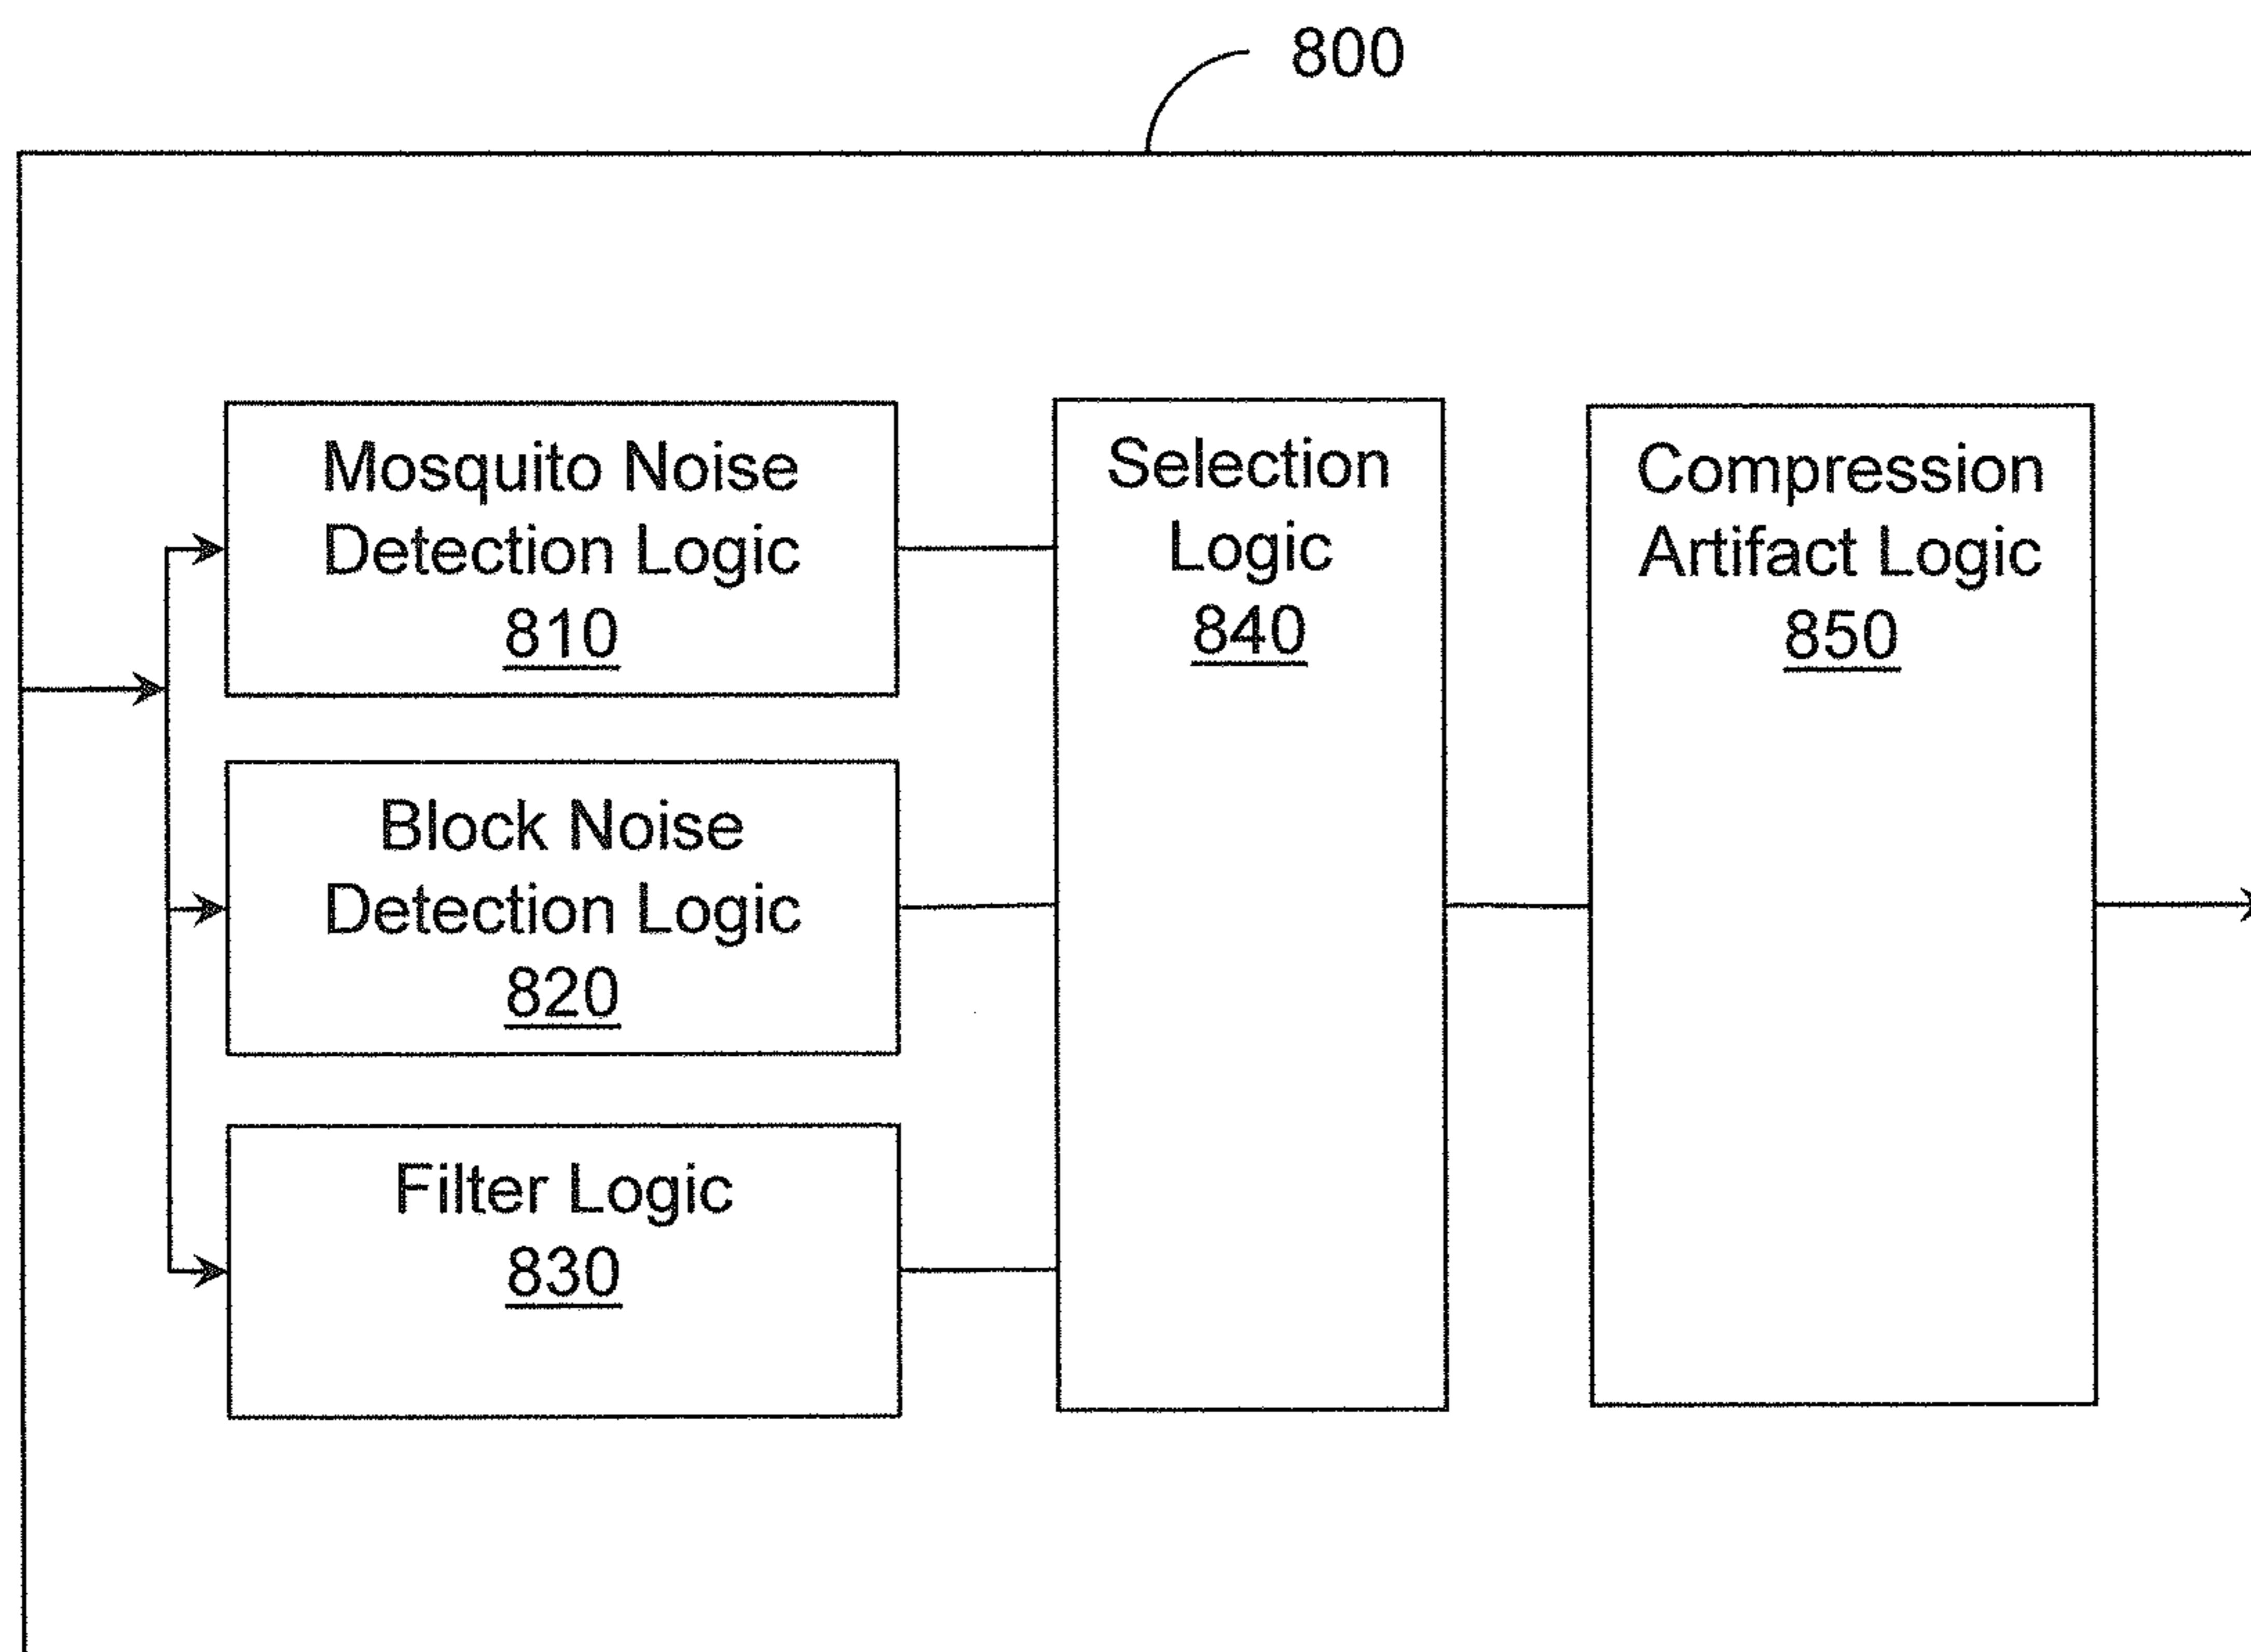 800
Mosquito Noise
Detection Logic
810
Block Noise
Detection Logic
820
Filter Logic
830
Selection
Logic
840
Compression
Artifact Logic
850